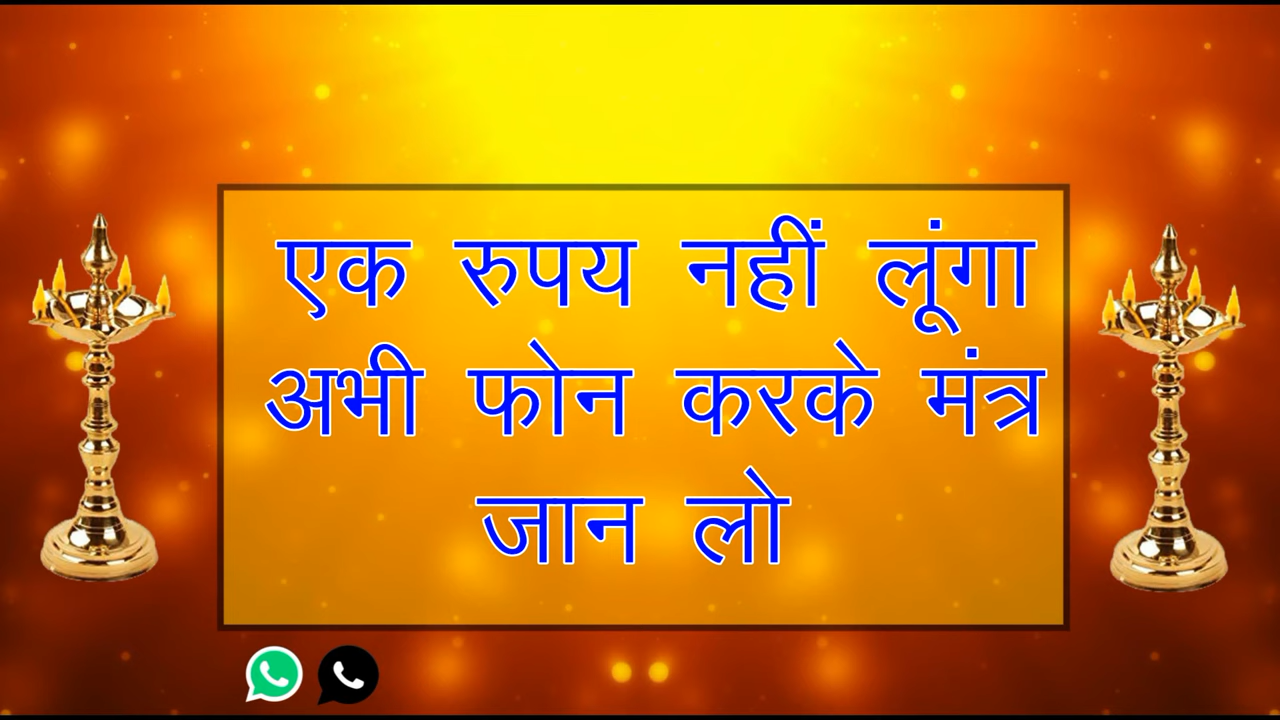 एक रुपय नहीं लूंगा
अभी फोन करके मंत्र
जान लो